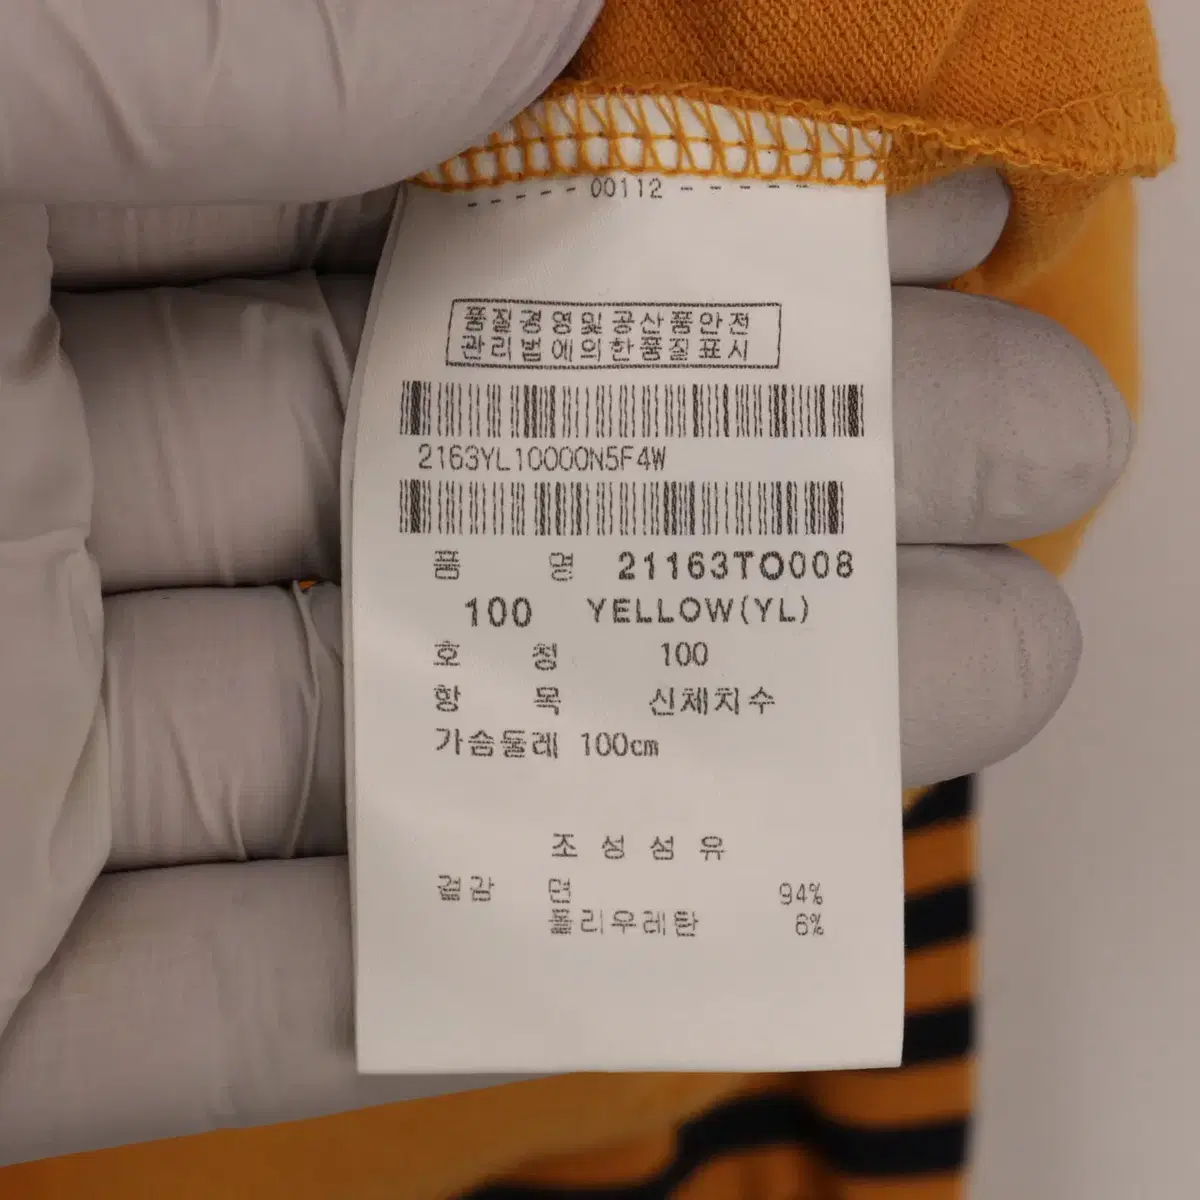 ----- 00112 -----
품질경영및공산품안전
관리법에의한품질표시
2163YL10000N5F4W
품 명 21163TO008
100 YELLOW(YL)
호 칭 100
항 목 신체치수
가슴둘레 100cm
조성섬유
겉감 면 94%
폴리우레탄 6%